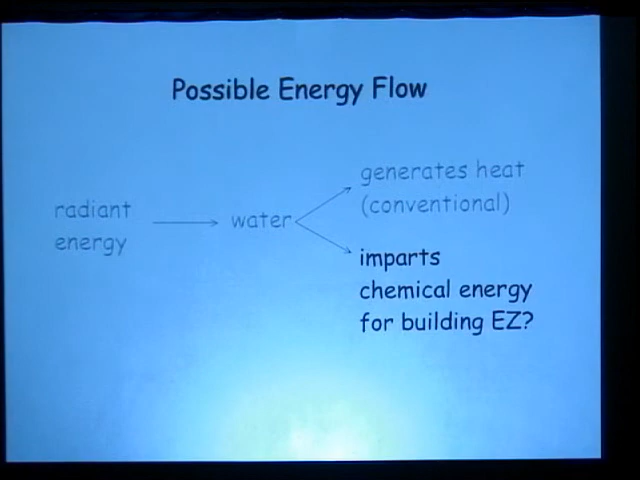 Possible Energy Flow
radiant
energy
water
generates heat
(conventional)
imparts
chemical energy
for building EZ?